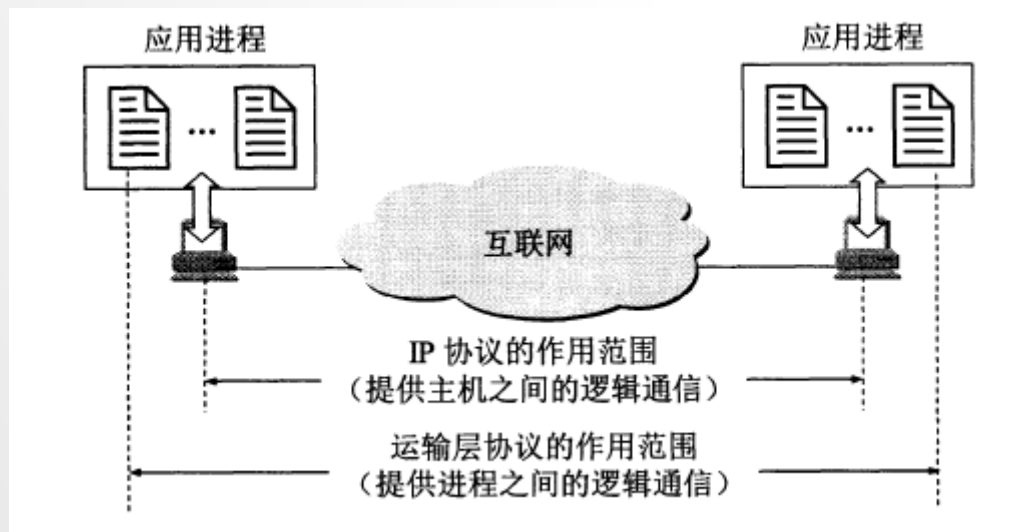 应用进程
应用进程
...
...
互联网
IP 协议的作用范围
（提供主机之间的逻辑通信）
运输层协议的作用范围
（提供进程之间的逻辑通信）